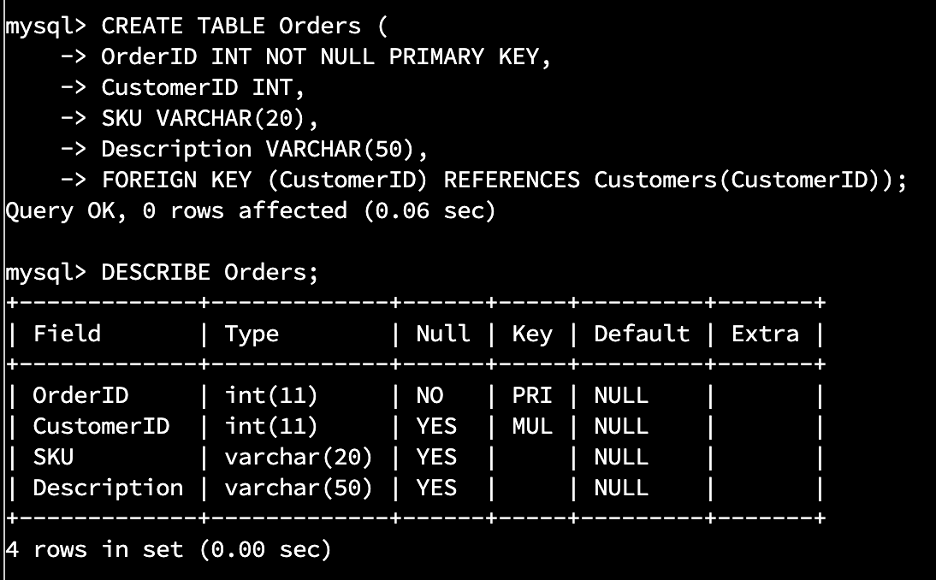 mysql> CREATE TABLE Orders (
    -> OrderID INT NOT NULL PRIMARY KEY,
    -> CustomerID INT,
    -> SKU VARCHAR(20),
    -> Description VARCHAR(50),
    -> FOREIGN KEY (CustomerID) REFERENCES Customers(CustomerID));
Query OK, 0 rows affected (0.06 sec)

mysql> DESCRIBE Orders;
+-------------+-------------+------+-----+---------+-------+
| Field       | Type        | Null | Key | Default | Extra |
+-------------+-------------+------+-----+---------+-------+
| OrderID     | int(11)     | NO   | PRI | NULL    |       |
| CustomerID  | int(11)     | YES  | MUL | NULL    |       |
| SKU         | varchar(20) | YES  |     | NULL    |       |
| Description | varchar(50) | YES  |     | NULL    |       |
+-------------+-------------+------+-----+---------+-------+
4 rows in set (0.00 sec)